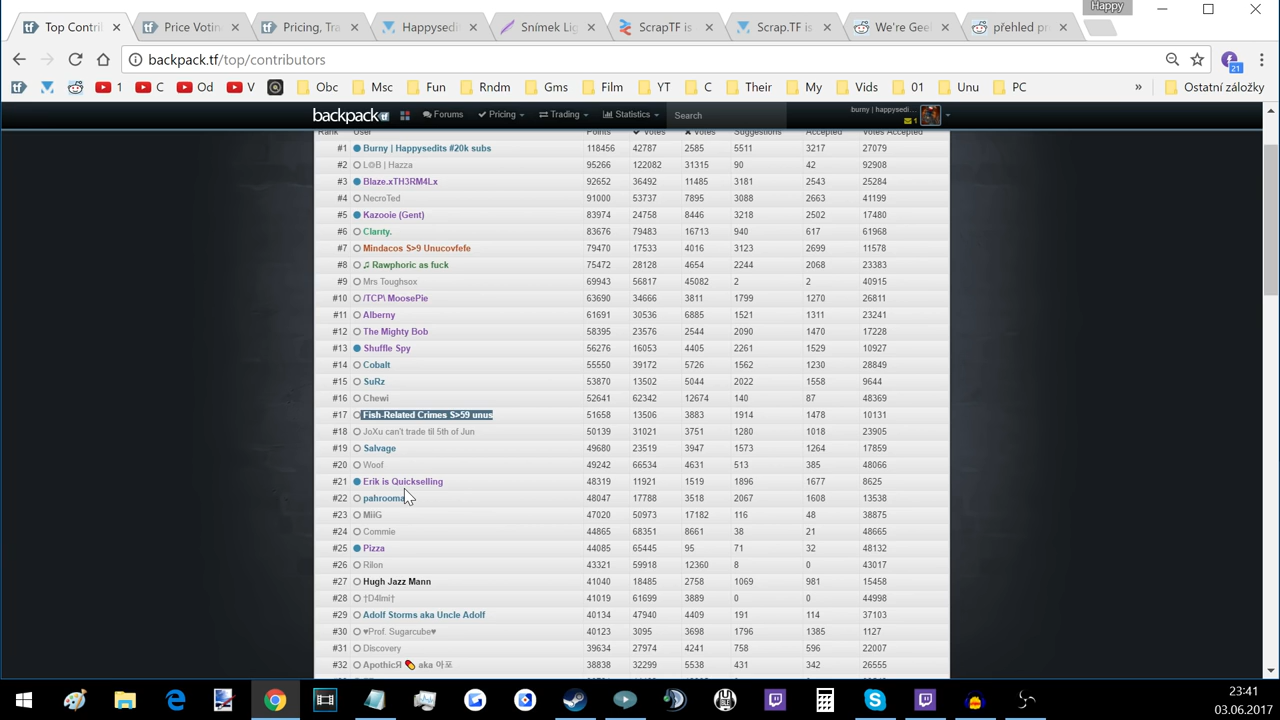 Happy
Top Contri
Price Votin
Pricing, Tra
Happysedi
Snímek Lig
ScrapTF is
Scrap.TF is
We're Geel
přehled pr
backpack.tf/top/contributors
21
1
C
Od
V
Obc
Msc
Fun
Rndm
Gms
Film
YT
C
Their
My
Vids
01
Unu
PC
»
Ostatní záložky
backpack.tf
Forums
Pricing
Trading
Statistics
Search
burny | happysedi...
1
Rank User Points Votes Votes Suggestions Accepted Votes Accepted
#1 Burny | Happysedits #20k subs 118456 42787 2585 5511 3217 27079
#2 L⊙B | Hazza 95266 122082 31315 90 42 92908
#3 Blaze.xTH3RM4Lx 92652 36492 11485 3181 2543 25284
#4 NecroTed 91000 53737 7895 3088 2663 41199
#5 Kazooie (Gent) 83974 24758 8446 3218 2502 17480
#6 Clarity. 83676 79483 16713 940 617 61968
#7 Mindacos S>9 Unucovfefe 79470 17533 4016 3123 2699 11578
#8 ♫ Rawphoric as fuck 75472 28128 4654 2244 2068 23383
#9 Mrs Toughsox 69943 56817 45082 2 2 40915
#10 /TCP\ MoosePie 63690 34666 3811 1799 1270 26811
#11 Alberny 61691 30536 6885 1521 1311 23241
#12 The Mighty Bob 58395 23576 2544 2090 1470 17228
#13 Shuffle Spy 56276 16053 4405 2261 1529 10927
#14 Cobalt 55550 39172 5726 1562 1230 28849
#15 SuRz 53870 13502 5044 2022 1558 9644
#16 Chewi 52641 62342 12674 140 87 48369
#17 Fish-Related Crimes S>59 unus 51658 13506 3883 1914 1478 10131
#18 JoXu can't trade til 5th of Jun 50139 31021 3751 1280 1018 23905
#19 Salvage 49680 23519 3947 1573 1264 17859
#20 Woof 49242 66534 4631 513 385 48066
#21 Erik is Quickselling 48319 11921 1519 1896 1677 8625
#22 pahrooma 48047 17788 3518 2067 1608 13538
#23 MiiG 47020 50973 17182 116 48 38875
#24 Commie 44865 68351 8661 38 21 48665
#25 Pizza 44085 65445 95 71 32 48132
#26 Rilon 43321 59918 12360 8 0 43017
#27 Hugh Jazz Mann 41040 18485 2758 1069 981 15458
#28 †D4lmi† 41019 61699 3889 0 0 44998
#29 Adolf Storms aka Uncle Adolf 40134 47940 4409 191 114 37103
#30 ♥Prof. Sugarcube♥ 40123 3095 3698 1796 1385 1127
#31 Discovery 39634 27974 4241 758 596 22007
#32 ApothicЯ 💊 aka 아포 38838 32299 5538 431 342 26555
23:41
03.06.2017